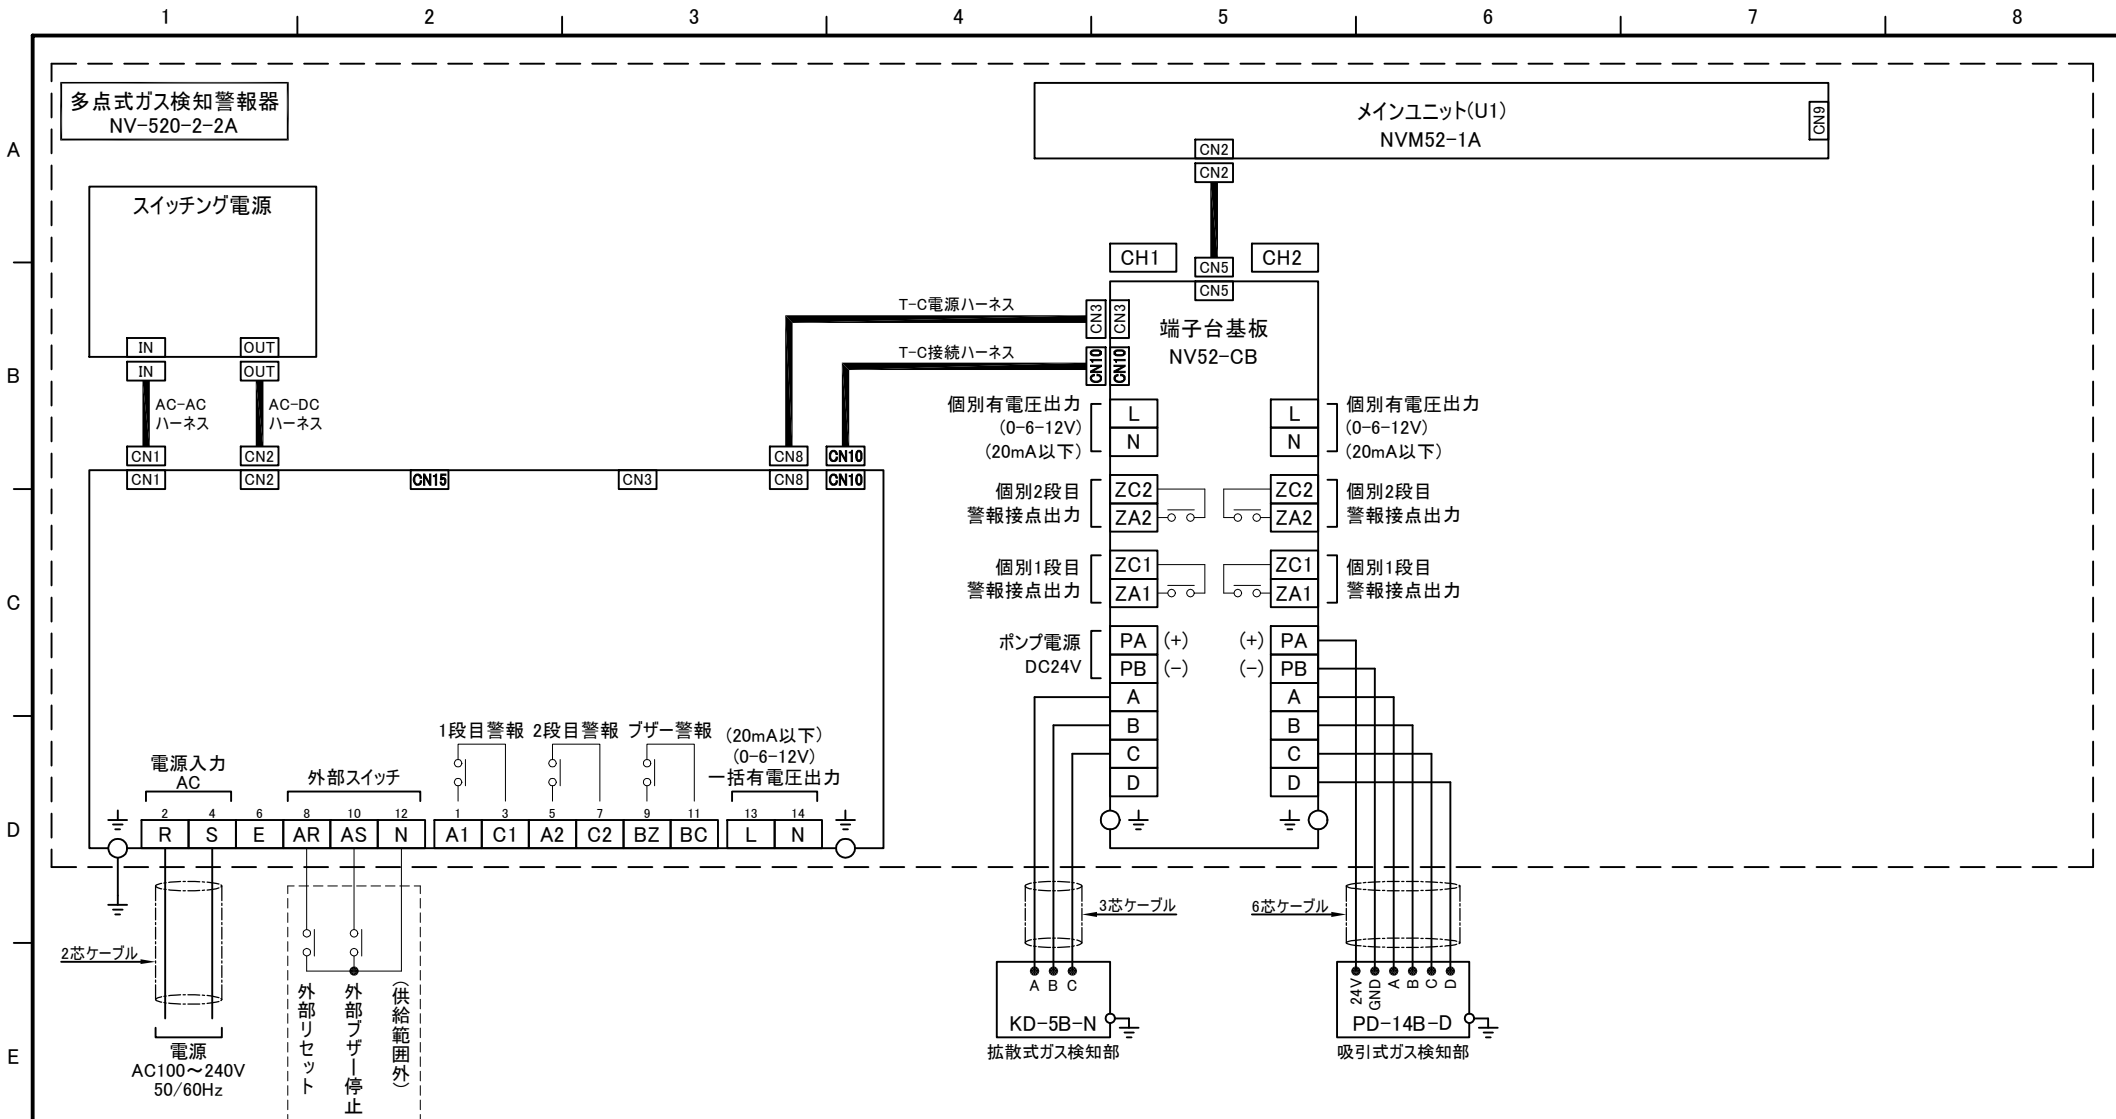 1 2 3 4 5 6 7 8
A
B
C
D
E
多点式ガス検知警報器
NV-520-2-2A
メインユニット(U1)
NVM52-1A
CN9
CN2
CN2
スイッチング電源
IN OUT
IN OUT
AC-AC
ハーネス
AC-DC
ハーネス
CN1 CN2 CN8 CN10
CN1 CN2 CN15 CN3 CN8 CN10
T-C電源ハーネス
T-C接続ハーネス
CH1 CN5 CH2
CN5
CN3 CN3
CN10 CN10
端子台基板
NV52-CB
個別有電圧出力
(0-6-12V)
(20mA以下)
L
N
L
N
個別有電圧出力
(0-6-12V)
(20mA以下)
個別2段目
警報接点出力
ZC2
ZA2
ZC2
ZA2
個別2段目
警報接点出力
個別1段目
警報接点出力
ZC1
ZA1
ZC1
ZA1
個別1段目
警報接点出力
ポンプ電源
DC24V
PA (+) (+) PA
PB (-) (-) PB
A A
B B
C C
D D
電源入力
AC
外部スイッチ
1段目警報 2段目警報 ブザー警報
(20mA以下)
(0-6-12V)
一括有電圧出力
2 4 6 8 10 12 1 3 5 7 9 11 13 14
R S E AR AS N A1 C1 A2 C2 BZ BC L N
2芯ケーブル
電源
AC100～240V
50/60Hz
外部リセット
外部ブザー停止
(供給範囲外)
3芯ケーブル
6芯ケーブル
A B C
KD-5B-N
拡散式ガス検知部
24V GND A B C D
PD-14B-D
吸引式ガス検知部